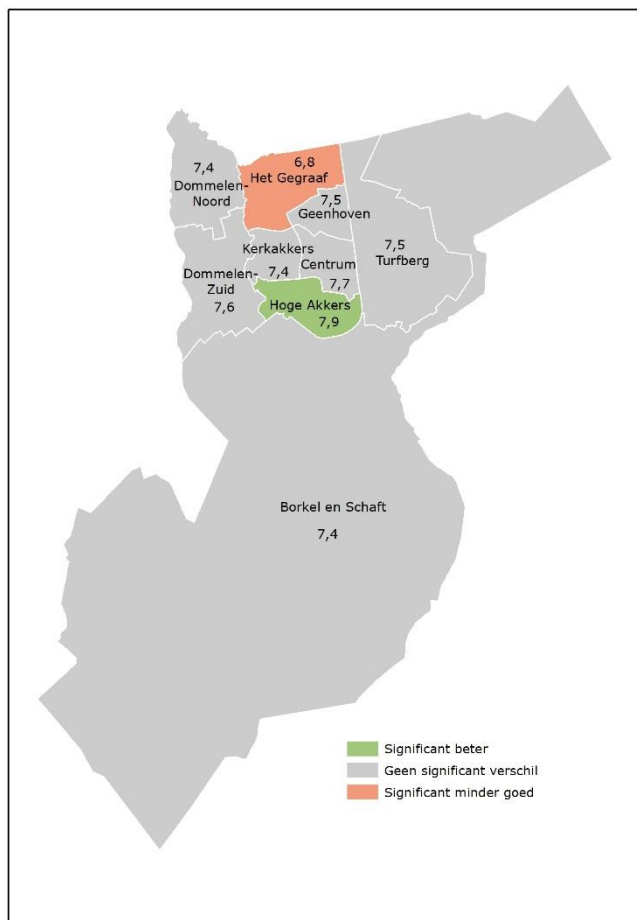 7,4
Dommelen-
Noord
6,8
Het Gegraaf
7,5
Geenhoven
7,5
Turfberg
Kerkakkers
7,4
Centrum
7,7
Dommelen-
Zuid
7,6
Hoge Akkers
7,9
Borkel en Schaft
7,4
Significant beter
Geen significant verschil
Significant minder goed